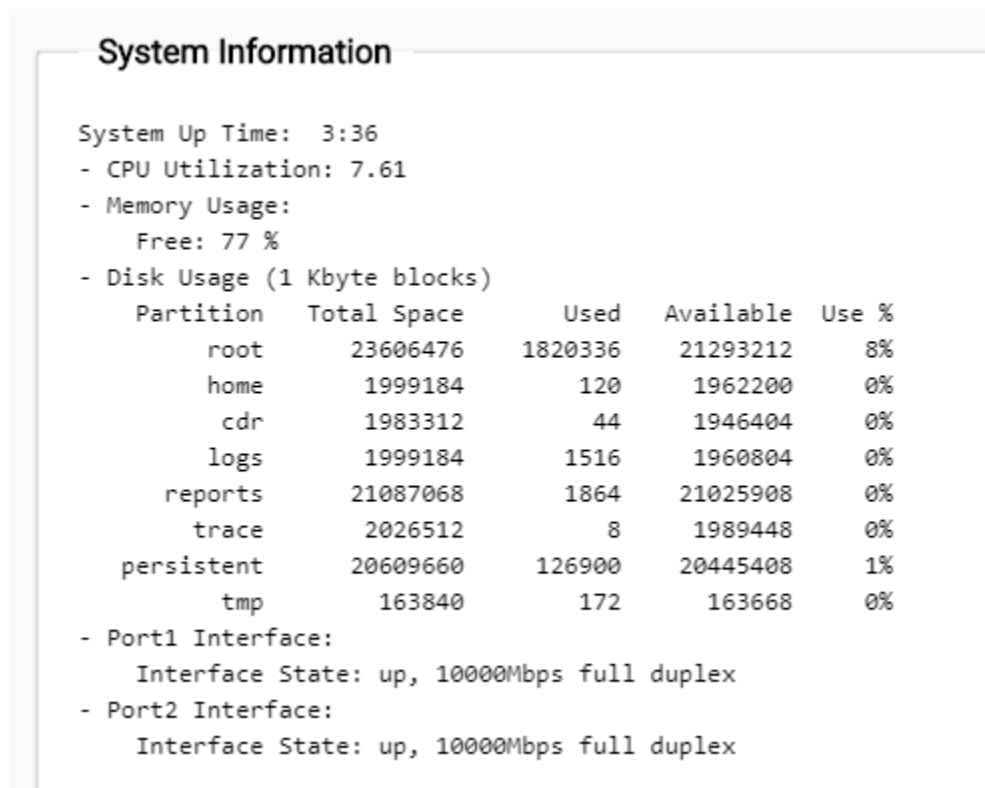 System Information
System Up Time:  3:36
- CPU Utilization: 7.61
- Memory Usage:
    Free: 77 %
- Disk Usage (1 Kbyte blocks)
    Partition   Total Space       Used   Available  Use %
         root      23606476    1820336    21293212     8%
         home       1999184        120     1962200     0%
          cdr       1983312         44     1946404     0%
         logs       1999184       1516     1960804     0%
      reports      21087068       1864    21025908     0%
        trace       2026512          8     1989448     0%
   persistent      20609660     126900    20445408     1%
          tmp        163840        172      163668     0%
- Port1 Interface:
    Interface State: up, 10000Mbps full duplex
- Port2 Interface:
    Interface State: up, 10000Mbps full duplex